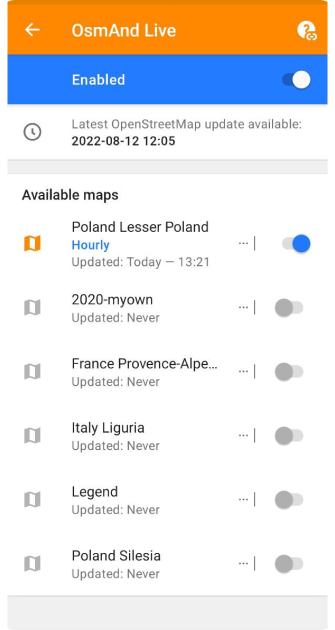 OsmAnd Live
Enabled
Latest OpenStreetMap update available:
2022-08-12 12:05
Available maps
Poland Lesser Poland
Hourly
Updated: Today — 13:21
2020-myown
Updated: Never
France Provence-Alpe...
Updated: Never
Italy Liguria
Updated: Never
Legend
Updated: Never
Poland Silesia
Updated: Never